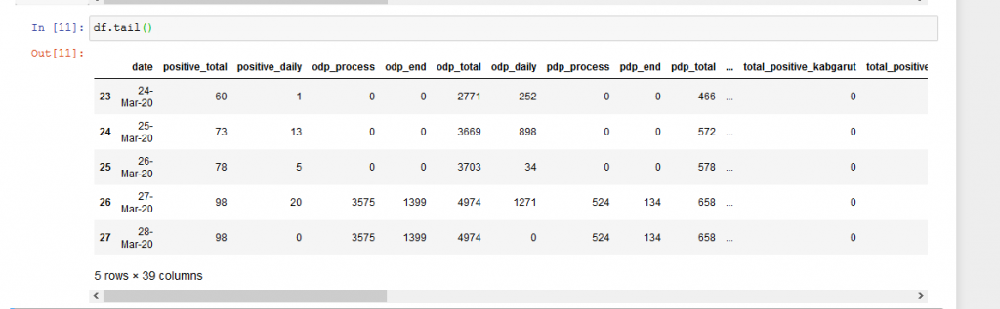 In [11]: df.tail()
Out[11]:
date positive_total positive_daily odp_process odp_end odp_total odp_daily pdp_process pdp_end pdp_total ... total_positive_kabgarut total_positive
23 24- 60 1 0 0 2771 252 0 0 466 ... 0
Mar-20
24 25- 73 13 0 0 3669 898 0 0 572 ... 0
Mar-20
25 26- 78 5 0 0 3703 34 0 0 578 ... 0
Mar-20
26 27- 98 20 3575 1399 4974 1271 524 134 658 ... 0
Mar-20
27 28- 98 0 3575 1399 4974 0 524 134 658 ... 0
Mar-20
5 rows × 39 columns